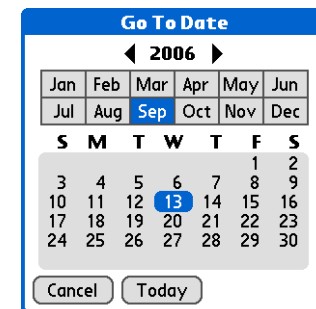 Go To Date
2006
Jan Feb Mar Apr May Jun
Jul Aug Sep Oct Nov Dec
S M T W T F S
1 2
3 4 5 6 7 8 9
10 11 12 13 14 15 16
17 18 19 20 21 22 23
24 25 26 27 28 29 30
Cancel Today